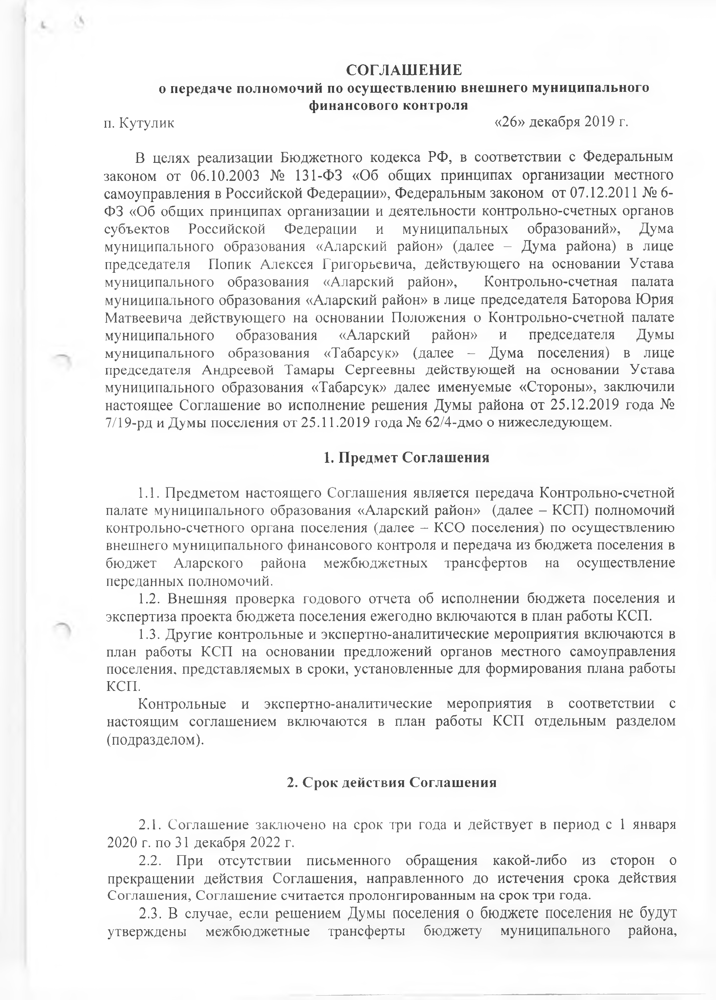 СОГЛАШЕНИЕ
о передаче полномочий по осуществлению внешнего муниципального
финансового контроля
п. Кутулик «26» декабря 2019 г.
В целях реализации Бюджетного кодекса РФ, в соответствии с Федеральным
законом от 06.10.2003 № 131-ФЗ «Об общих принципах организации местного
самоуправления в Российской Федерации», Федеральным законом от 07.12.2011 № 6-
ФЗ «Об общих принципах организации и деятельности контрольно-счетных органов
субъектов Российской Федерации и муниципальных образований», Дума
муниципального образования «Аларский район» (далее – Дума района) в лице
председателя Попик Алексея Григорьевича, действующего на основании Устава
муниципального образования «Аларский район», Контрольно-счетная палата
муниципального образования «Аларский район» в лице председателя Баторова Юрия
Матвеевича действующего на основании Положения о Контрольно-счетной палате
муниципального образования «Аларский район» и председателя Думы
муниципального образования «Табарсук» (далее – Дума поселения) в лице
председателя Андреевой Тамары Сергеевны действующей на основании Устава
муниципального образования «Табарсук» далее именуемые «Стороны», заключили
настоящее Соглашение во исполнение решения Думы района от 25.12.2019 года №
7/19-рд и Думы поселения от 25.11.2019 года № 62/4-дмо о нижеследующем.
1. Предмет Соглашения
1.1. Предметом настоящего Соглашения является передача Контрольно-счетной
палате муниципального образования «Аларский район» (далее – КСП) полномочий
контрольно-счетного органа поселения (далее – КСО поселения) по осуществлению
внешнего муниципального финансового контроля и передача из бюджета поселения в
бюджет Аларского района межбюджетных трансфертов на осуществление
переданных полномочий.
1.2. Внешняя проверка годового отчета об исполнении бюджета поселения и
экспертиза проекта бюджета поселения ежегодно включаются в план работы КСП.
1.3. Другие контрольные и экспертно-аналитические мероприятия включаются в
план работы КСП на основании предложений органов местного самоуправления
поселения, представляемых в сроки, установленные для формирования плана работы
КСП.
Контрольные и экспертно-аналитические мероприятия в соответствии с
настоящим соглашением включаются в план работы КСП отдельным разделом
(подразделом).
2. Срок действия Соглашения
2.1. Соглашение заключено на срок три года и действует в период с 1 января
2020 г. по 31 декабря 2022 г.
2.2. При отсутствии письменного обращения какой-либо из сторон о
прекращении действия Соглашения, направленного до истечения срока действия
Соглашения, Соглашение считается пролонгированным на срок три года.
2.3. В случае, если решением Думы поселения о бюджете поселения не будут
утверждены межбюджетные трансферты бюджету муниципального района,